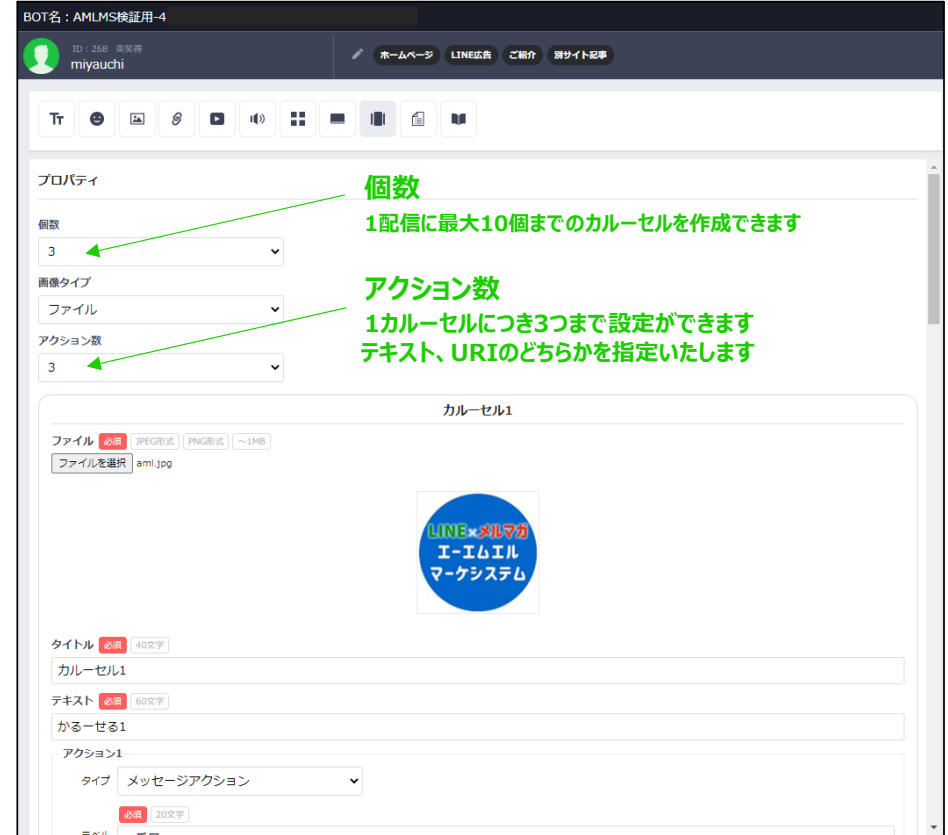 BOT名：AMLMS検証用-4
ID：268 英笑得
miyauchi
ホームページ LINE広告 ご紹介 別サイト記事
プロパティ
個数
1配信に最大10個までのカルーセルを作成できます
個数
3
画像タイプ
ファイル
アクション数
1カルーセルにつき3つまで設定ができます
テキスト、URIのどちらかを指定いたします
アクション数
3
カルーセル1
ファイル 必須 JPEG形式 PNG形式 ～1MB
ファイルを選択 aml.jpg
LINE×メルマガ
エーエムエル
マーケシステム
タイトル 必須 40文字
カルーセル1
テキスト 必須 60文字
かるーせる1
アクション1
タイプ メッセージアクション
必須 20文字